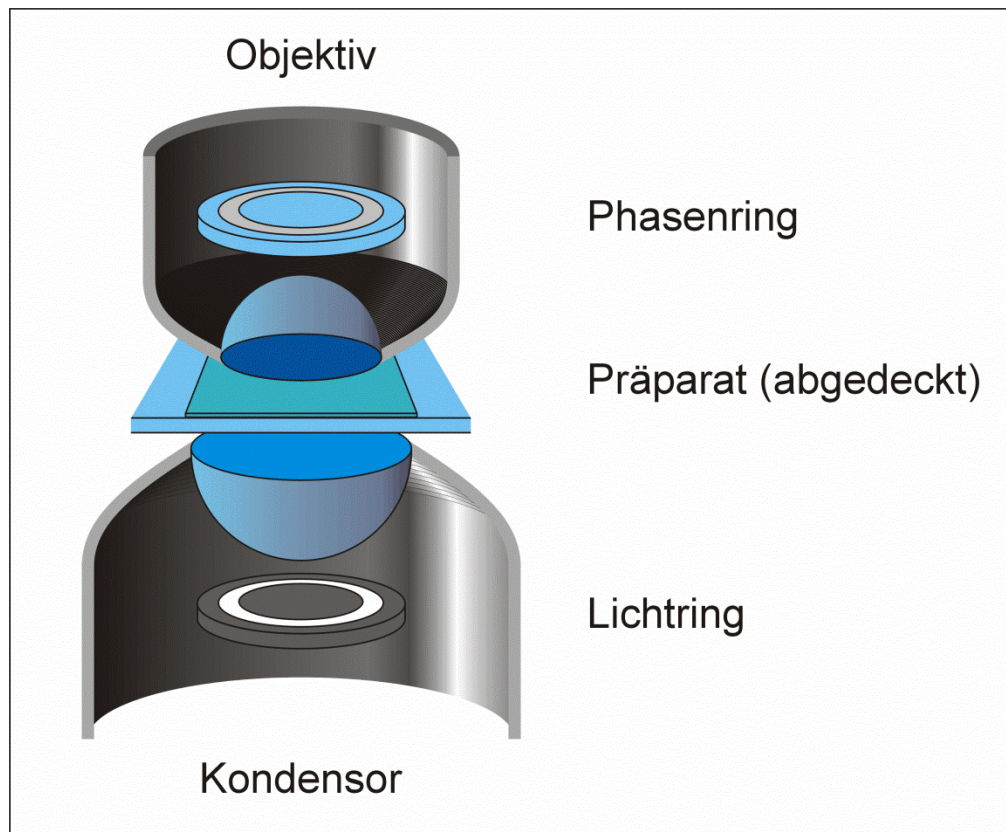 Objektiv
Phasenring
Präparat (abgedeckt)
Lichtring
Kondensor